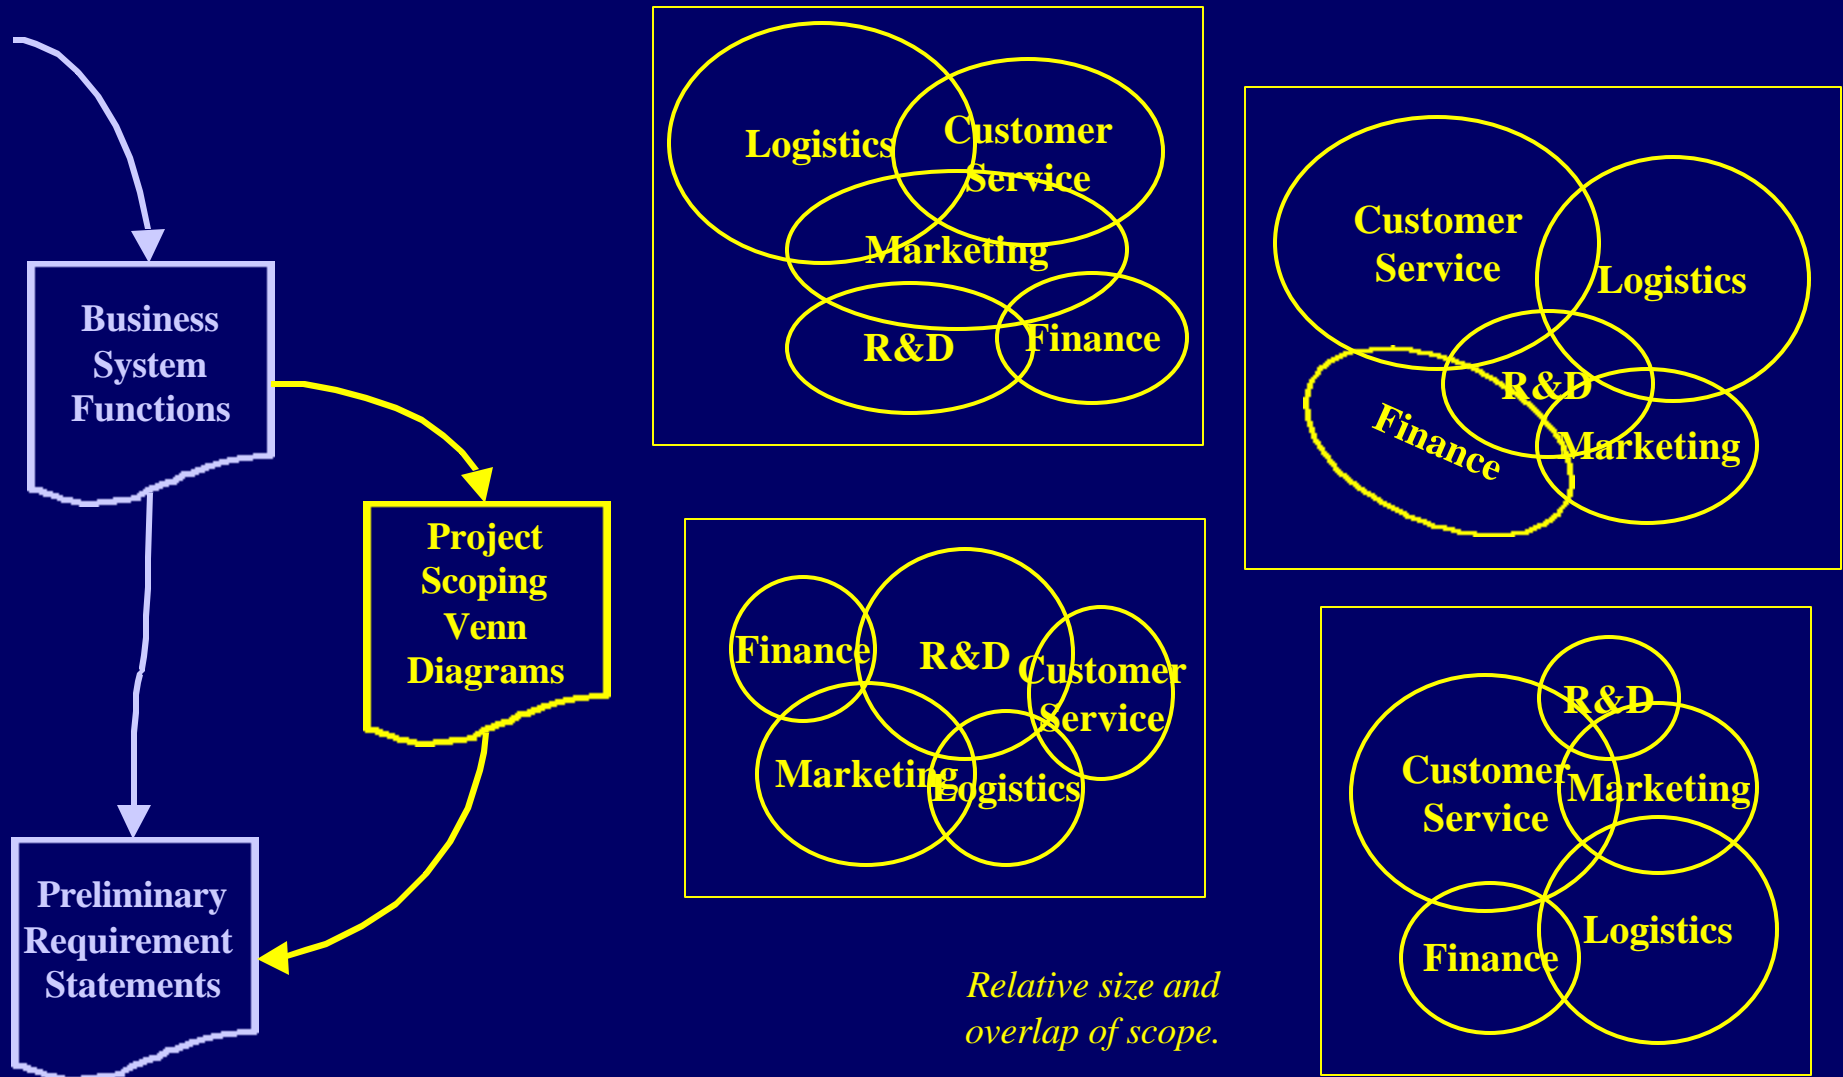 Business
System
Functions
Project
Scoping
Venn
Diagrams
Preliminary
Requirement
Statements
Logistics
Customer
Service
Marketing
R&D
Finance
Customer
Service
Logistics
R&D
Finance
Marketing
Finance
R&D
Customer
Service
Marketing
Logistics
R&D
Customer
Service
Marketing
Logistics
Finance
Relative size and
overlap of scope.